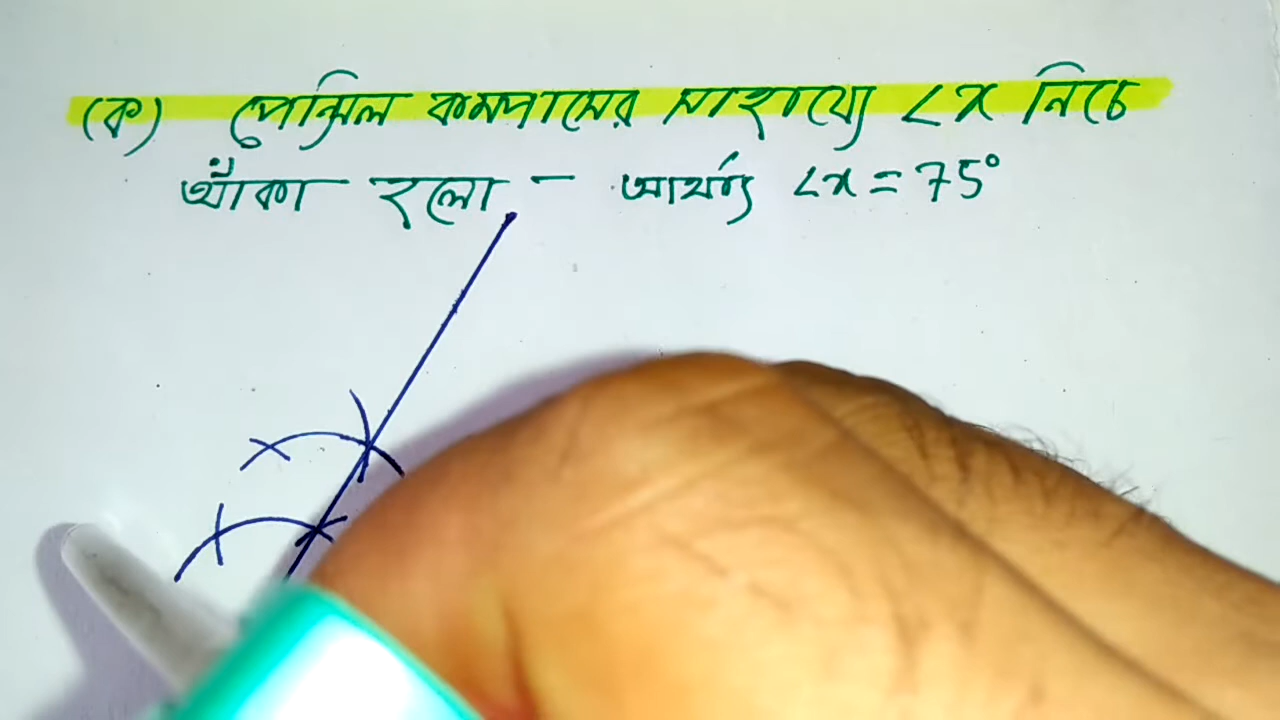 (ক) পেন্সিল কম্পাসের সাহায্যে ∠x নিচে
আঁকা হলো - অর্থাৎ ∠x = 75°